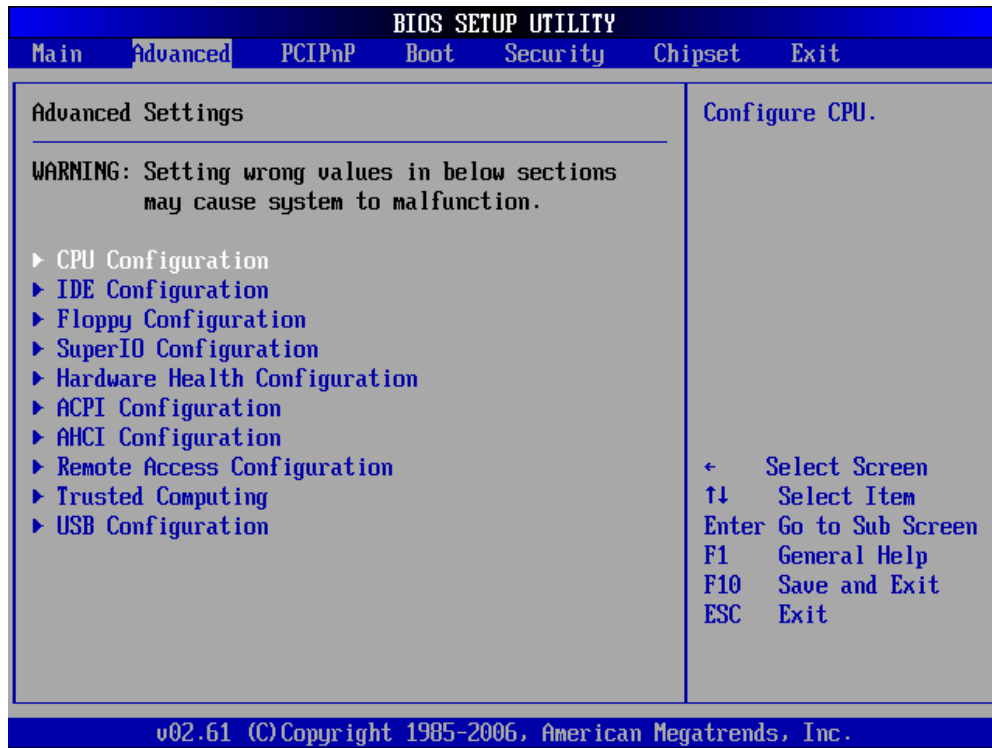 BIOS SETUP UTILITY
Main Advanced PCIPnP Boot Security Chipset Exit
Advanced Settings
WARNING: Setting wrong values in below sections
may cause system to malfunction.
▶ CPU Configuration
▶ IDE Configuration
▶ Floppy Configuration
▶ SuperIO Configuration
▶ Hardware Health Configuration
▶ ACPI Configuration
▶ AHCI Configuration
▶ Remote Access Configuration
▶ Trusted Computing
▶ USB Configuration
Configure CPU.
← Select Screen
↑↓ Select Item
Enter Go to Sub Screen
F1 General Help
F10 Save and Exit
ESC Exit
v02.61 (C)Copyright 1985-2006, American Megatrends, Inc.